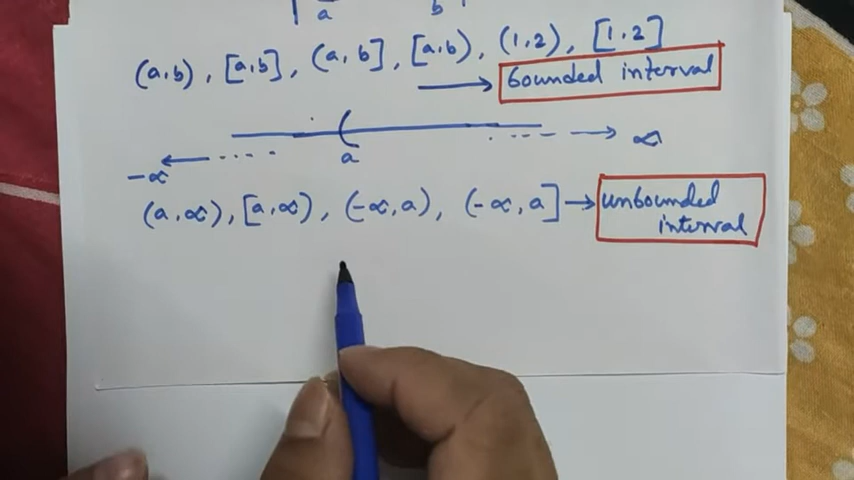 a b
(a,b), [a,b], (a, b], [a,b), (1,2), [1,2]
bounded interval
a ∞
-∞
(a,∞), [a,∞), (-∞,a), (-∞,a] → unbounded
interval